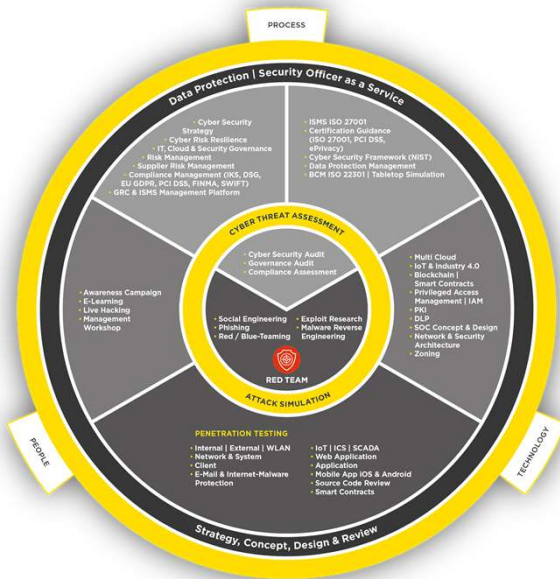 PROCESS
Data Protection | Security Officer as a Service
• Cyber Security
Strategy
• Cyber Risk Resilience
• IT, Cloud & Security Governance
• Risk Management
• Supplier Risk Management
• Compliance Management (IKS, DSG,
EU GDPR, PCI DSS, FINMA, SWIFT)
• GRC & ISMS Management Platform
• ISMS ISO 27001
• Certification Guidance
(ISO 27001, PCI DSS,
ePrivacy)
• Cyber Security Framework (NIST)
• Data Protection Management
• BCM ISO 22301 | Tabletop Simulation
CYBER THREAT ASSESSMENT
• Cyber Security Audit
• Governance Audit
• Compliance Assessment
• Awareness Campaign
• E-Learning
• Live Hacking
• Management
Workshop
• Social Engineering
• Phishing
• Red / Blue-Teaming
• Exploit Research
• Malware Reverse
Engineering
RED TEAM
• Multi Cloud
• IoT & Industry 4.0
• Blockchain |
Smart Contracts
• Privileged Access
Management | IAM
• PKI
• DLP
• SOC Concept & Design
• Network & Security
Architecture
• Zoning
ATTACK SIMULATION
PENETRATION TESTING
• Internal | External | WLAN
• Network & System
• Client
• E-Mail & Internet-Malware
Protection
• IoT | ICS | SCADA
• Web Application
• Application
• Mobile App iOS & Android
• Source Code Review
• Smart Contracts
PEOPLE
TECHNOLOGY
Strategy, Concept, Design & Review